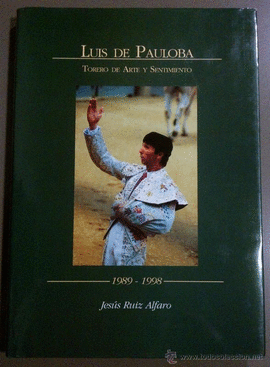 LUIS DE PAULOBA
TORERO DE ARTE Y SENTIMIENTO
1989 - 1998
Jesús Ruiz Alfaro
www.todocoleccion.net